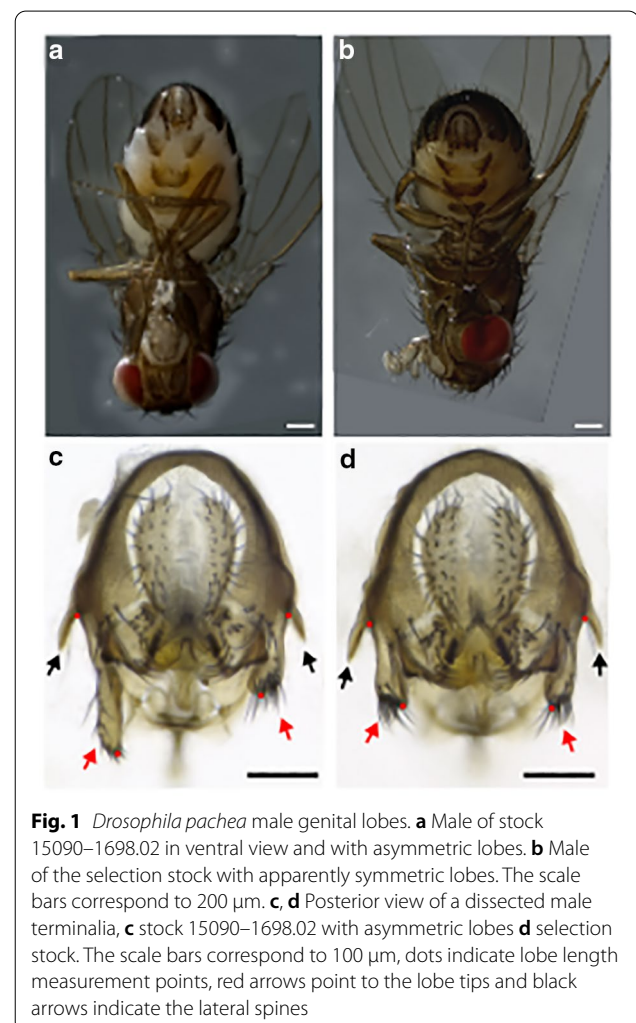 a
b
c
d
Fig. 1 Drosophila pachea male genital lobes. a Male of stock
15090–1698.02 in ventral view and with asymmetric lobes. b Male
of the selection stock with apparently symmetric lobes. The scale
bars correspond to 200 µm. c, d Posterior view of a dissected male
terminalia, c stock 15090–1698.02 with asymmetric lobes d selection
stock. The scale bars correspond to 100 µm, dots indicate lobe length
measurement points, red arrows point to the lobe tips and black
arrows indicate the lateral spines